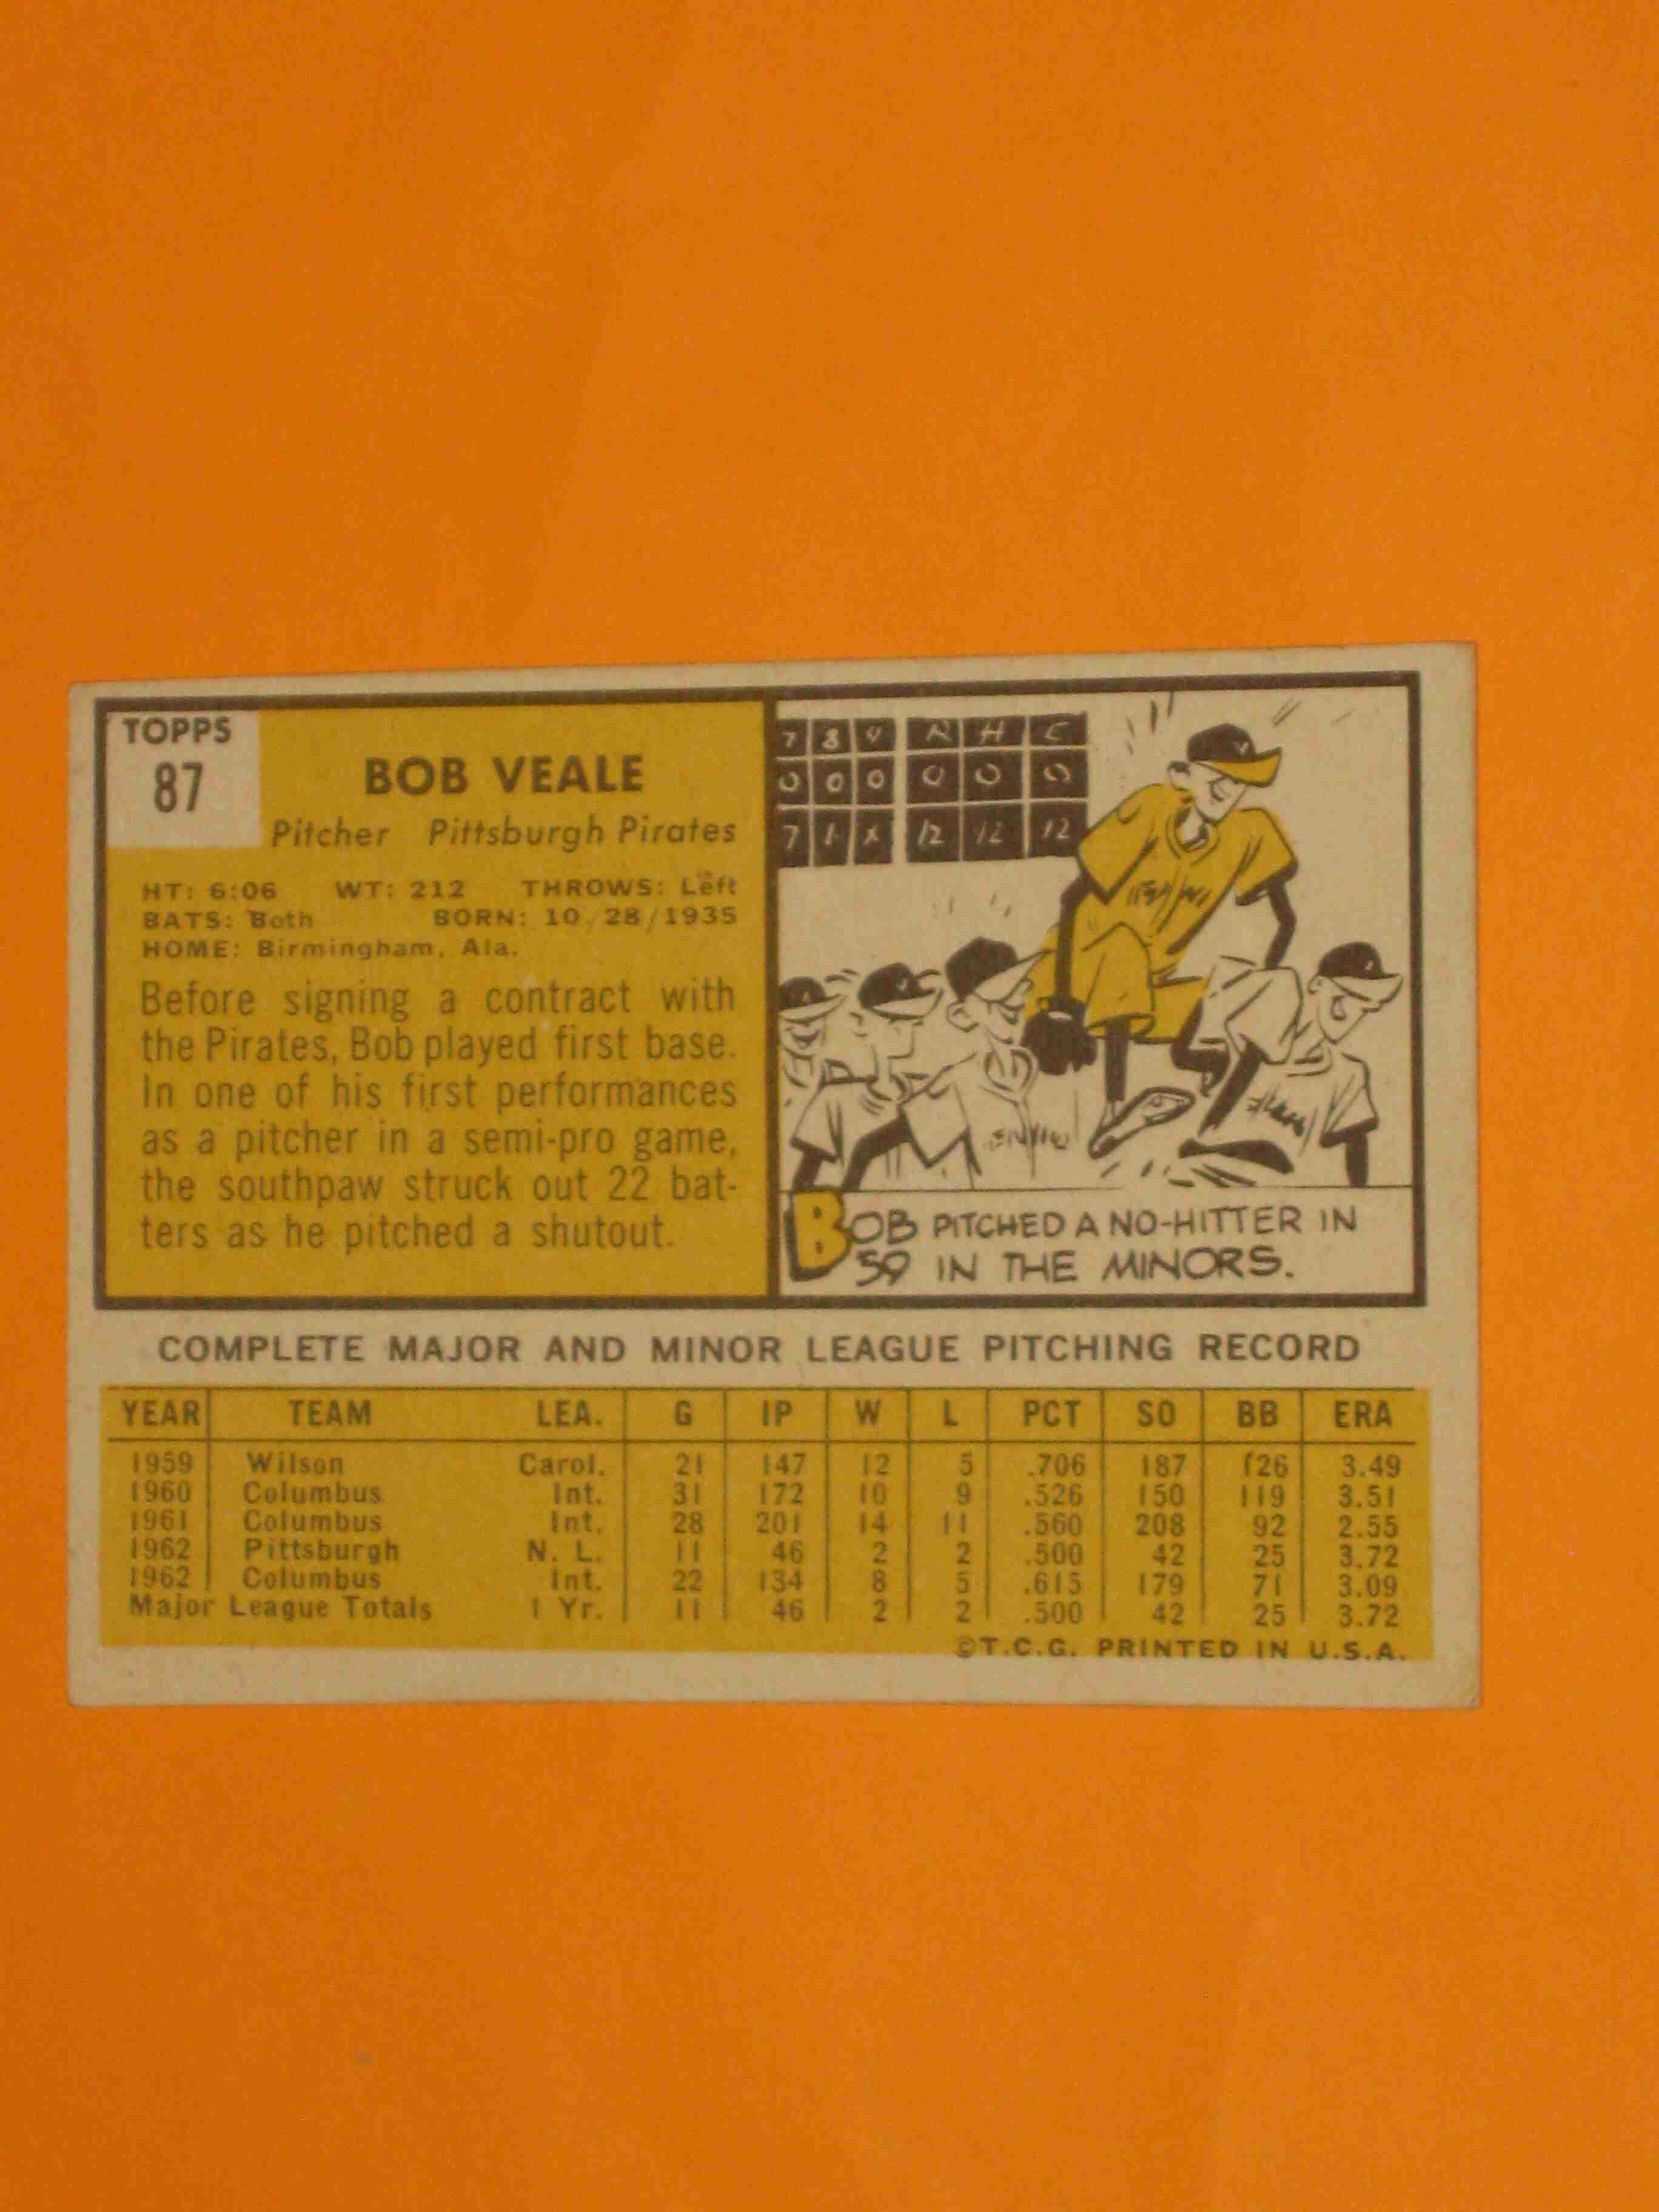 TOPPS
87
BOB VEALE
Pitcher Pittsburgh Pirates
HT: 6:06 WT: 212 THROWS: Left
BATS: Both BORN: 10/28/1935
HOME: Birmingham, Ala.
Before signing a contract with
the Pirates, Bob played first base.
In one of his first performances
as a pitcher in a semi-pro game,
the southpaw struck out 22 bat-
ters as he pitched a shutout.
7 8 9 R H E
0 0 0 0 0 0
7 1 X 12 12 12
BOB PITCHED A NO-HITTER IN
'59 IN THE MINORS.
COMPLETE MAJOR AND MINOR LEAGUE PITCHING RECORD
YEAR TEAM LEA. G IP W L PCT SO BB ERA
1959 Wilson Carol. 21 147 12 5 .706 187 126 3.49
1960 Columbus Int. 31 172 10 9 .526 150 119 3.51
1961 Columbus Int. 28 201 14 11 .560 208 92 2.55
1962 Pittsburgh N. L. 11 46 2 2 .500 42 25 3.72
1962 Columbus Int. 22 134 8 5 .615 179 71 3.09
Major League Totals 1 Yr. 11 46 2 2 .500 42 25 3.72
©T.C.G. PRINTED IN U.S.A.